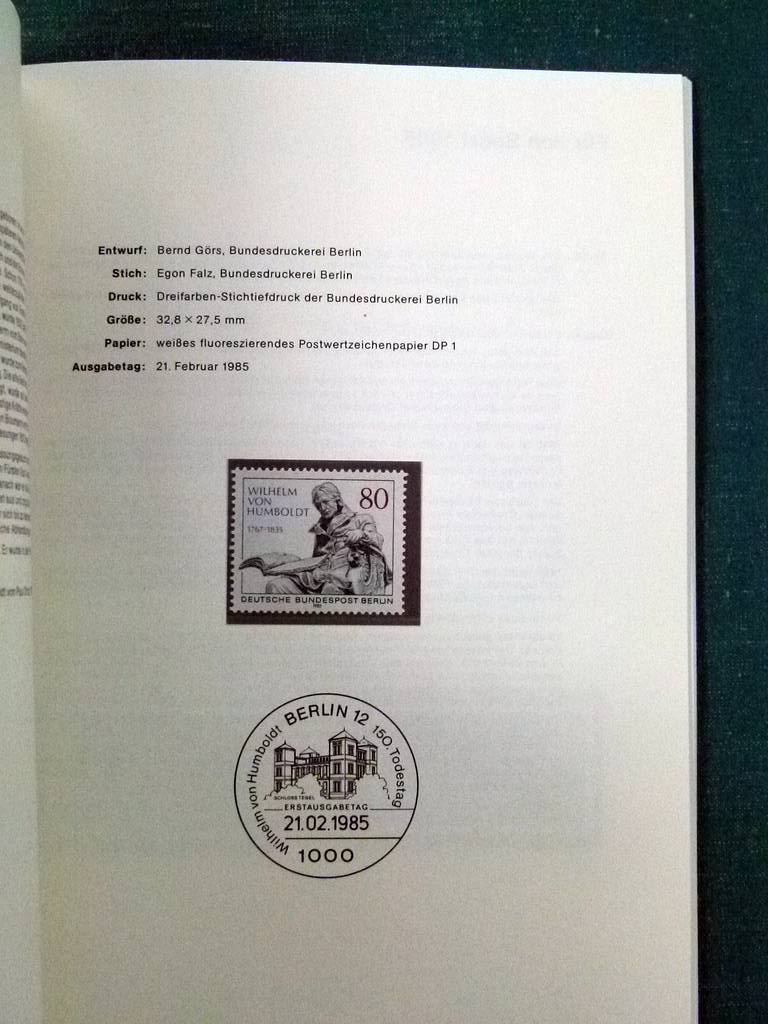 Entwurf: Bernd Görs, Bundesdruckerei Berlin
Stich: Egon Falz, Bundesdruckerei Berlin
Druck: Dreifarben-Stichtiefdruck der Bundesdruckerei Berlin
Größe: 32,8 × 27,5 mm
Papier: weißes fluoreszierendes Postwertzeichenpapier DP 1
Ausgabetag: 21. Februar 1985
WILHELM
VON
HUMBOLDT
80
1767-1835
DEUTSCHE BUNDESPOST BERLIN
1985
Wilhelm von Humboldt 150. Todestag
BERLIN 12
SCHLOSS TEGEL
ERSTAUSGABETAG
21.02.1985
1000